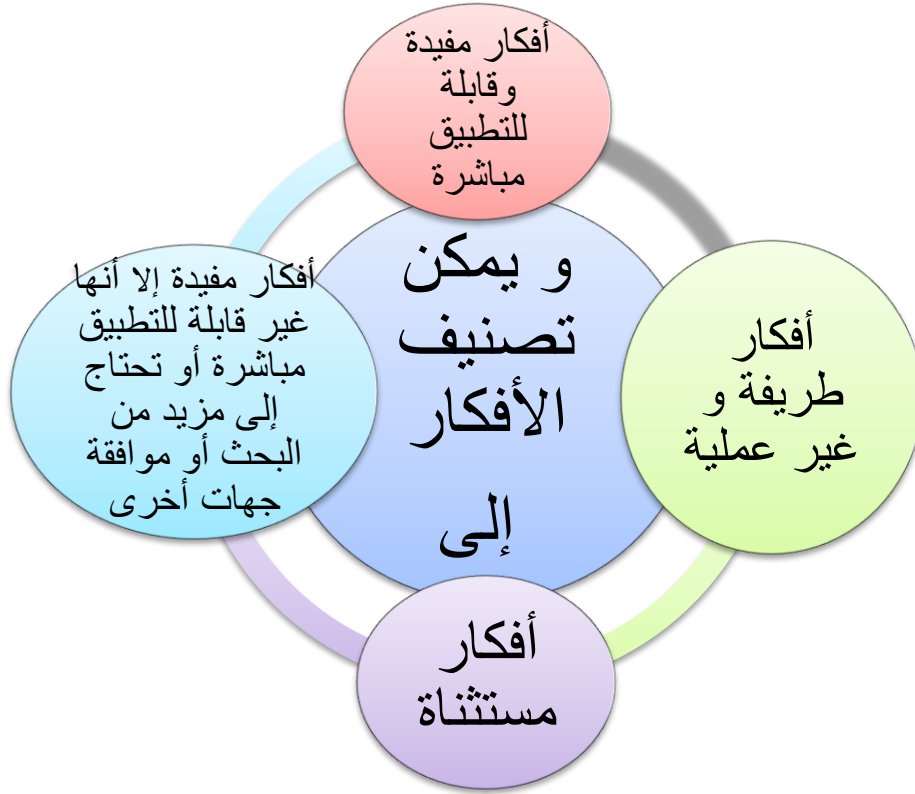 أفكار مفيدة
وقابلة
للتطبيق
مباشرة
و يمكن
تصنيف
الأفكار
إلى
أفكار
طريفة و
غير عملية
أفكار
مستثناة
أفكار مفيدة إلا أنها
غير قابلة للتطبيق
مباشرة أو تحتاج
إلى مزيد من
البحث أو موافقة
جهات أخرى